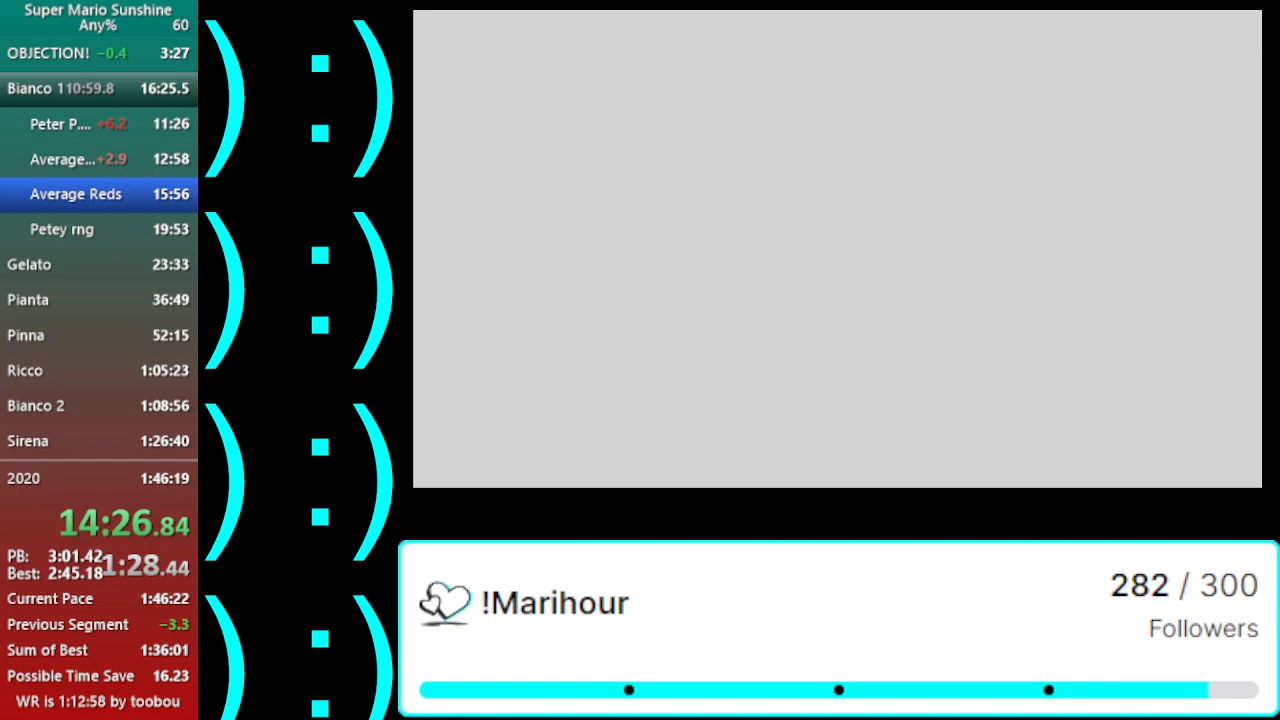 Super Mario Sunshine
Any% 60
OBJECTION! −0.4 3:27
Bianco 1 10:59.8 16:25.5
Peter P.... +6.2 11:26
Average... +2.9 12:58
Average Reds 15:56
Petey rng 19:53
Gelato 23:33
Pianta 36:49
Pinna 52:15
Ricco 1:05:23
Bianco 2 1:08:56
Sirena 1:26:40
2020 1:46:19
14:26.84
PB: 3:01.42
Best: 2:45.18 1:28.44
Current Pace 1:46:22
Previous Segment −3.3
Sum of Best 1:36:01
Possible Time Save 16.23
WR is 1:12:58 by toobou
) :)
) :)
) :)
) :)
!Marihour
282 / 300
Followers